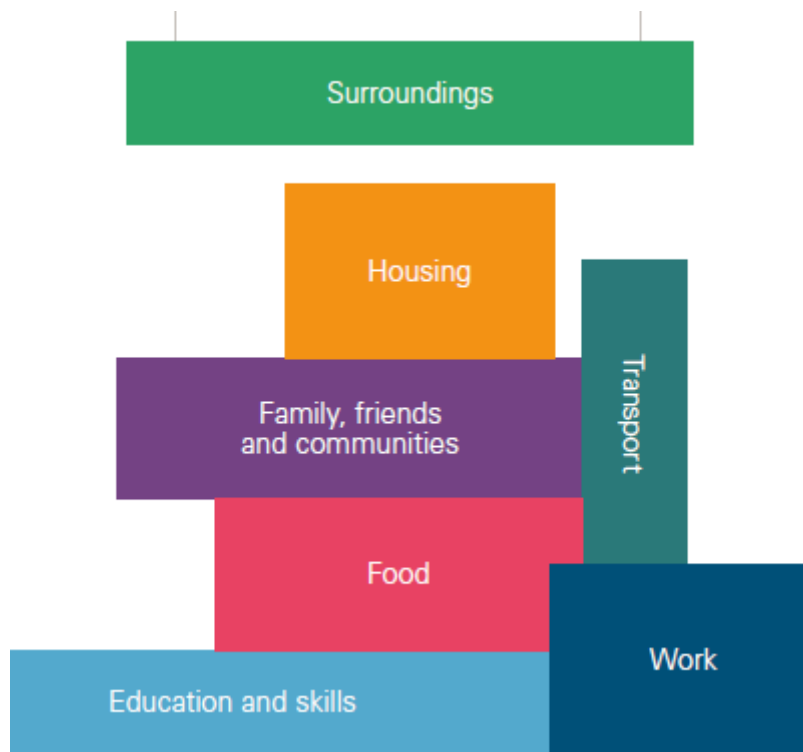 Surroundings
Housing
Transport
Family, friends
and communities
Food
Work
Education and skills